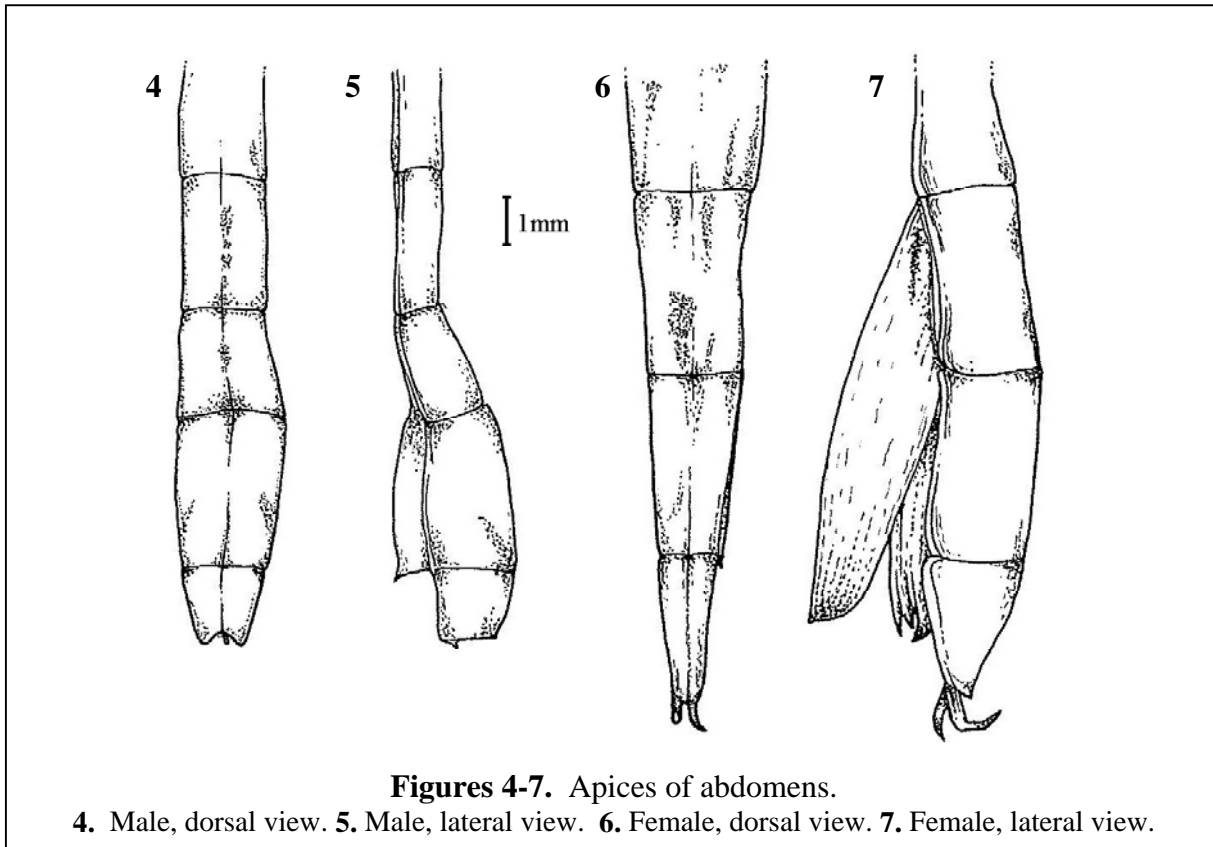 4
5
6
7
1mm
Figures 4-7. Apices of abdomens.
4. Male, dorsal view. 5. Male, lateral view. 6. Female, dorsal view. 7. Female, lateral view.